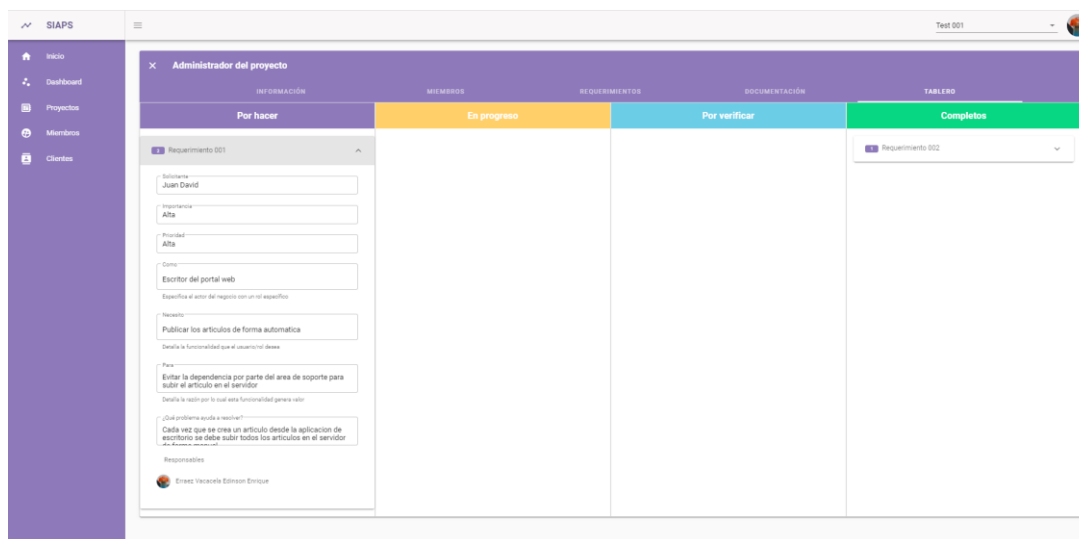 SIAPS
Test 001
Inicio
Dashboard
Proyectos
Miembros
Clientes
Administrador del proyecto
INFORMACIÓN
MIEMBROS
REQUERIMIENTOS
DOCUMENTACIÓN
TABLERO
Por hacer
En progreso
Por verificar
Completos
Requerimiento 001
Solicitante
Juan David
Importancia
Alta
Prioridad
Alta
Como
Escritor del portal web
Especifica el actor del negocio con un rol especifico
Necesito
Publicar los articulos de forma automatica
Detalla la funcionalidad que el usuario/rol desea
Para
Evitar la dependencia por parte del area de soporte para
subir el articulo en el servidor
Detalla la razón por lo cual esta funcionalidad genera valor
¿Qué problema ayuda a resolver?
Cada vez que se crea un articulo desde la aplicacion de
escritorio se debe subir todos los articulos en el servidor
de forma manual
Responsables
Erraez Vacacela Edinson Enrique
1
Requerimiento 002